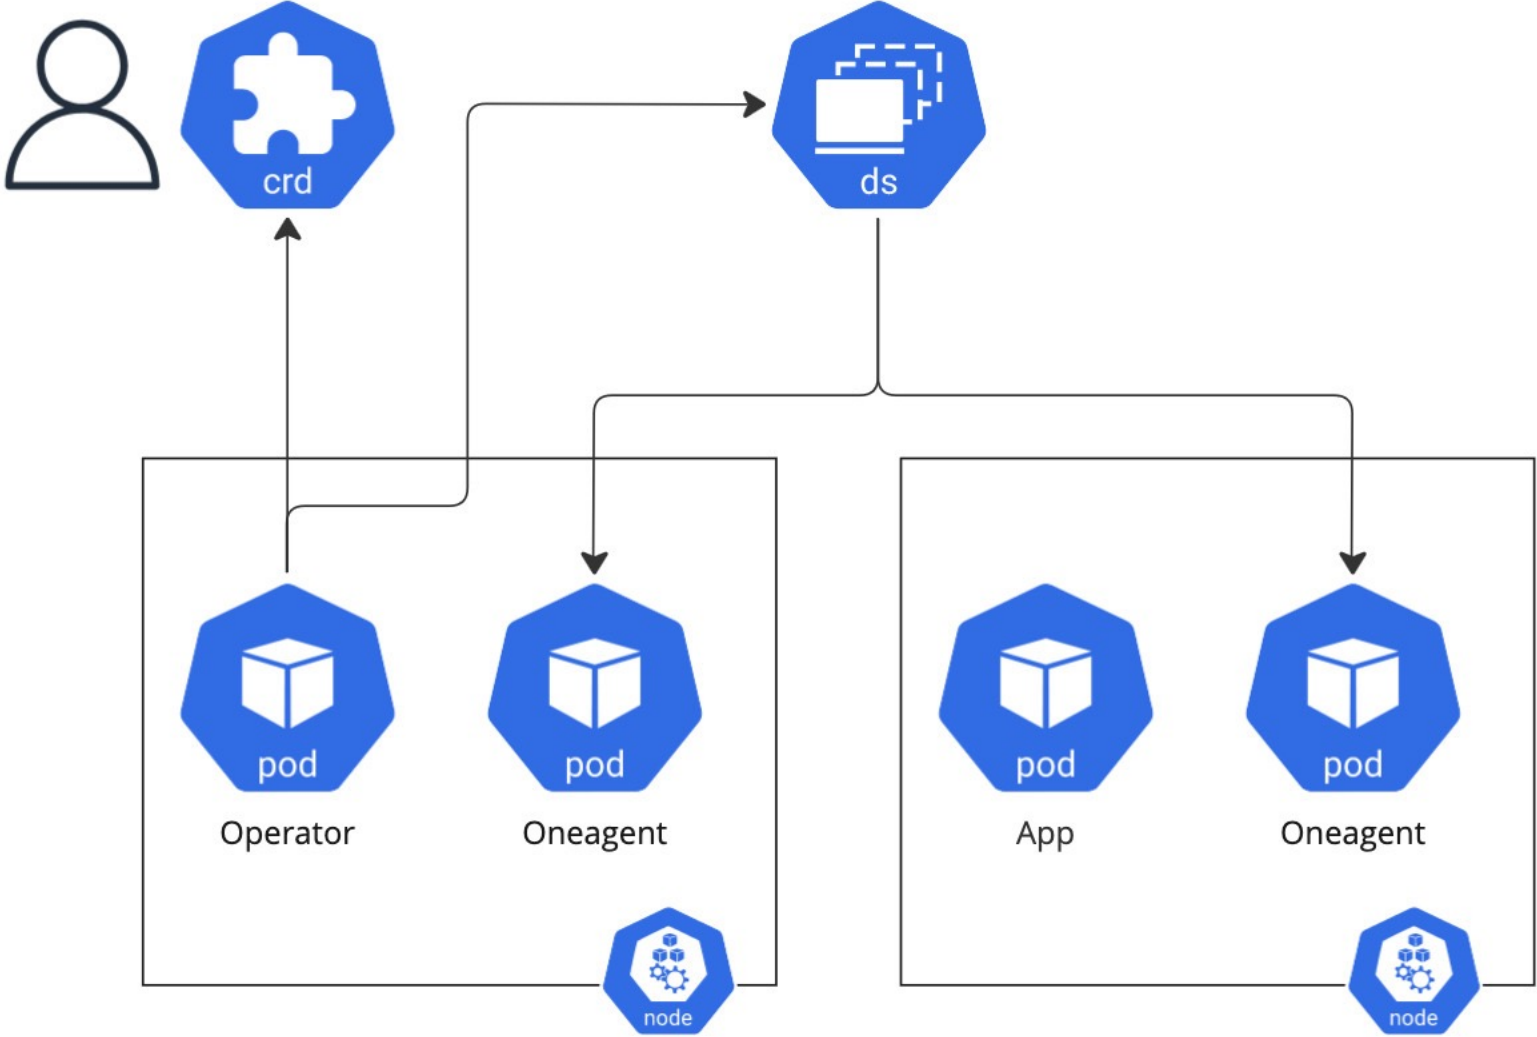 crd
ds
pod
pod
pod
pod
Operator
Oneagent
App
Oneagent
node
node